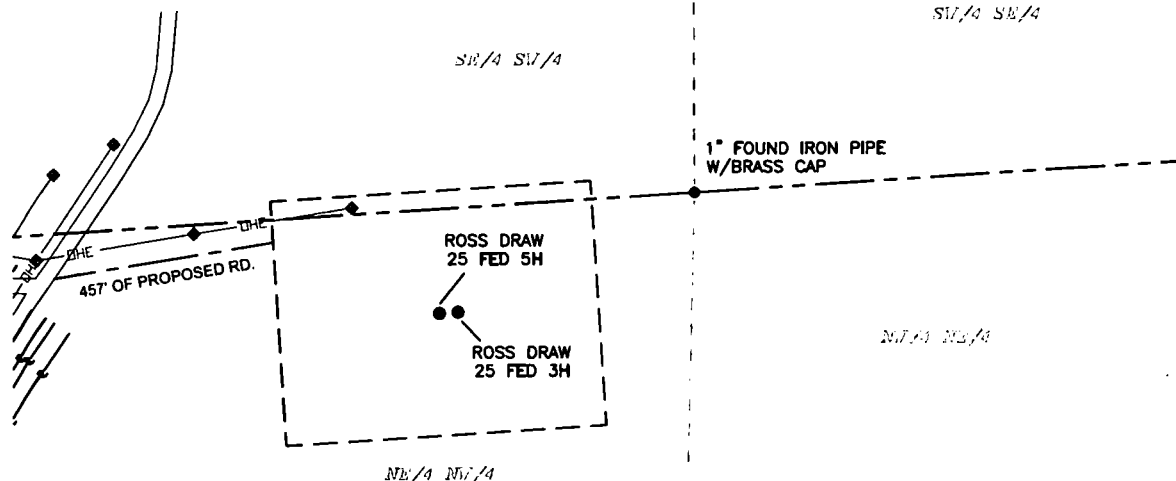 SW/4 SE/4
SE/4 SW/4
1" FOUND IRON PIPE
W/BRASS CAP
OHE
OHE
OHE
457' OF PROPOSED RD.
ROSS DRAW
25 FED 5H
ROSS DRAW
25 FED 3H
NW/4 NE/4
NE/4 NW/4